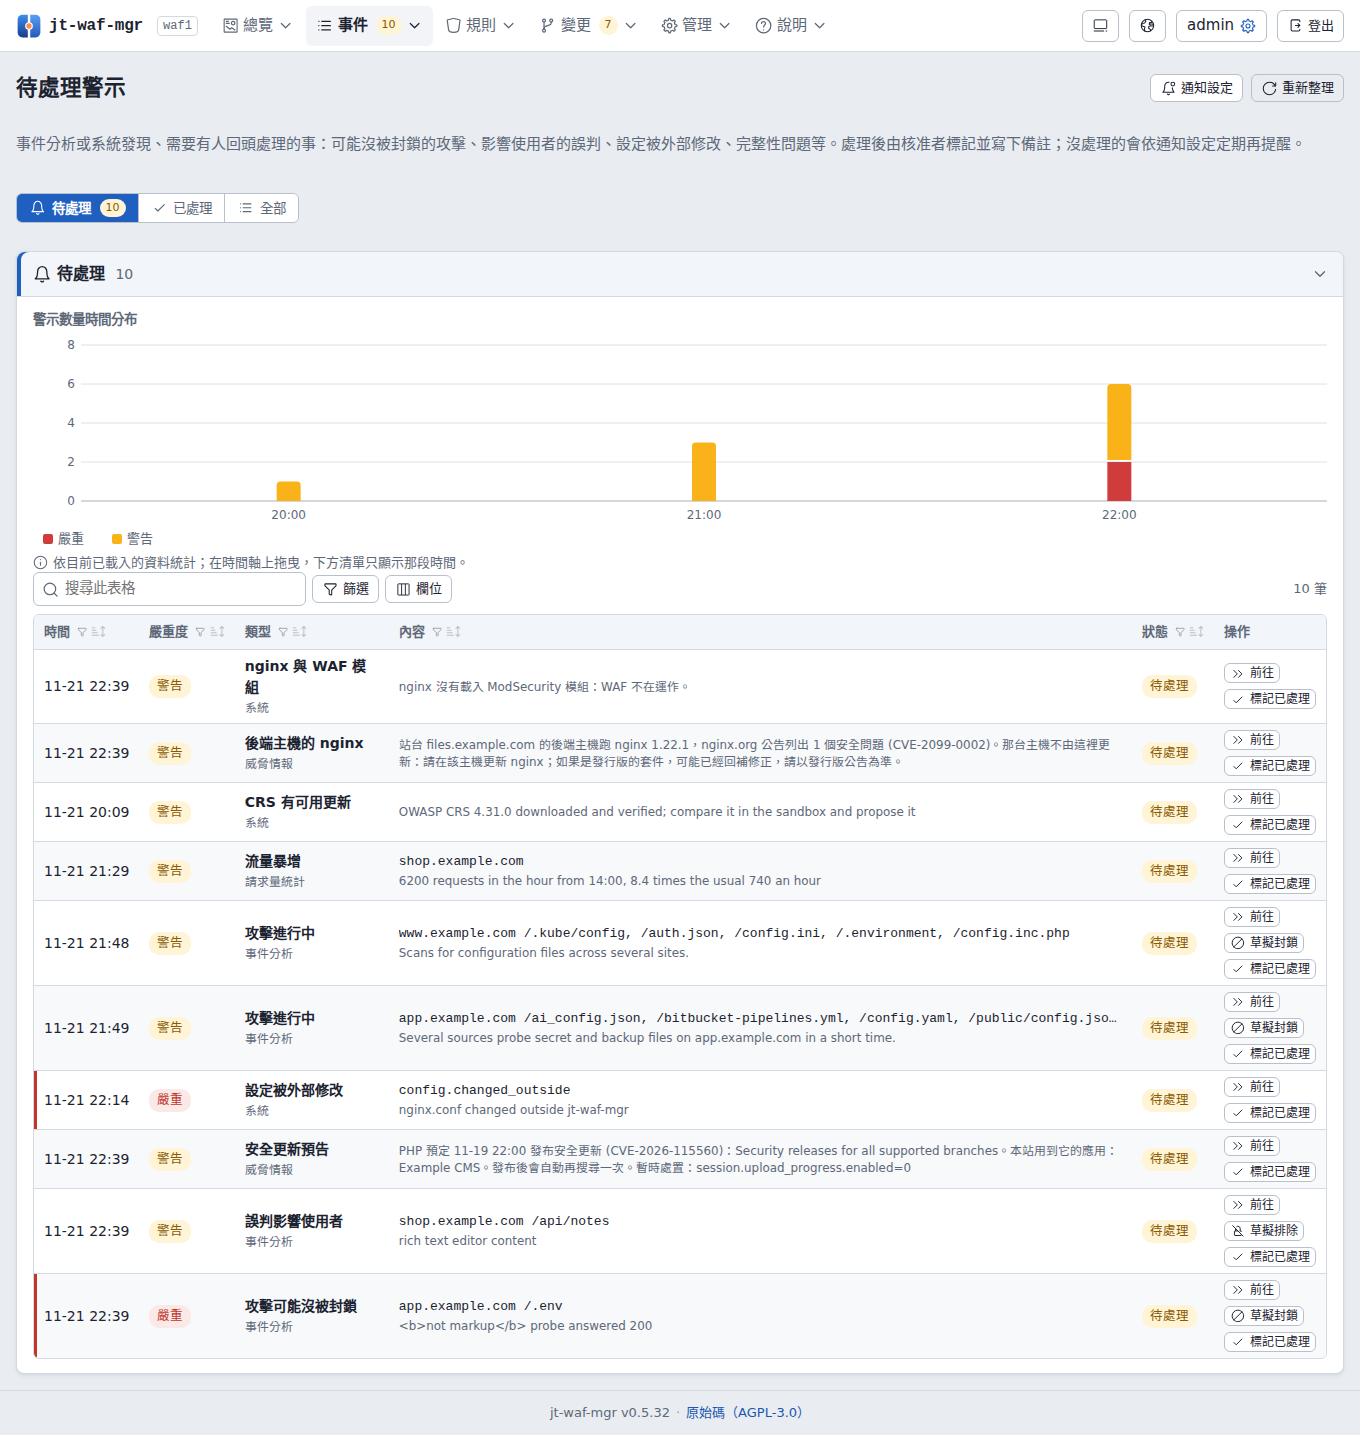 jt-waf-mgr waf1 總覽 事件 10 規則 變更 7 管理 說明 admin 登出
待處理警示
通知設定 重新整理
事件分析或系統發現、需要有人回頭處理的事：可能沒被封鎖的攻擊、影響使用者的誤判、設定被外部修改、完整性問題等。處理後由核准者標記並寫下備註；沒處理的會依通知設定定期再提醒。
待處理 10 已處理 全部
待處理 10
警示數量時間分布
8
6
4
2
0
20:00 21:00 22:00
嚴重 警告
依目前已載入的資料統計；在時間軸上拖曳，下方清單只顯示那段時間。
搜尋此表格 篩選 欄位 10 筆
時間 嚴重度 類型 內容 狀態 操作
11-21 22:39 警告 nginx 與 WAF 模組 系統 nginx 沒有載入 ModSecurity 模組：WAF 不在運作。 待處理 前往 標記已處理
11-21 22:39 警告 後端主機的 nginx 威脅情報 站台 files.example.com 的後端主機跑 nginx 1.22.1，nginx.org 公告列出 1 個安全問題 (CVE-2099-0002)。那台主機不由這裡更新：請在該主機更新 nginx；如果是發行版的套件，可能已經回補修正，請以發行版公告為準。 待處理 前往 標記已處理
11-21 20:09 警告 CRS 有可用更新 系統 OWASP CRS 4.31.0 downloaded and verified; compare it in the sandbox and propose it 待處理 前往 標記已處理
11-21 21:29 警告 流量暴增 請求量統計 shop.example.com 6200 requests in the hour from 14:00, 8.4 times the usual 740 an hour 待處理 前往 標記已處理
11-21 21:48 警告 攻擊進行中 事件分析 www.example.com /.kube/config, /auth.json, /config.ini, /.environment, /config.inc.php Scans for configuration files across several sites. 待處理 前往 草擬封鎖 標記已處理
11-21 21:49 警告 攻擊進行中 事件分析 app.example.com /ai_config.json, /bitbucket-pipelines.yml, /config.yaml, /public/config.jso… Several sources probe secret and backup files on app.example.com in a short time. 待處理 前往 草擬封鎖 標記已處理
11-21 22:14 嚴重 設定被外部修改 系統 config.changed_outside nginx.conf changed outside jt-waf-mgr 待處理 前往 標記已處理
11-21 22:39 警告 安全更新預告 威脅情報 PHP 預定 11-19 22:00 發布安全更新 (CVE-2026-115560)：Security releases for all supported branches。本站用到它的應用：Example CMS。發布後會自動再搜尋一次。暫時處置：session.upload_progress.enabled=0 待處理 前往 標記已處理
11-21 22:39 警告 誤判影響使用者 事件分析 shop.example.com /api/notes rich text editor content 待處理 前往 草擬排除 標記已處理
11-21 22:39 嚴重 攻擊可能沒被封鎖 事件分析 app.example.com /.env <b>not markup</b> probe answered 200 待處理 前往 草擬封鎖 標記已處理
jt-waf-mgr v0.5.32 · 原始碼（AGPL-3.0）